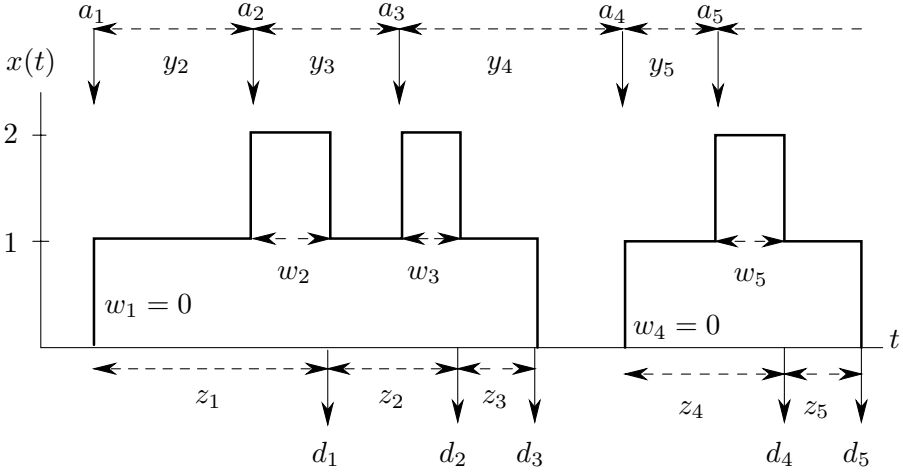 a₁ a₂ a₃ a₄ a₅
y₂ y₃ y₄ y₅
x(t)
2
1
w₂ w₃ w₅
w₁ = 0 w₄ = 0
t
z₁ z₂ z₃ z₄ z₅
d₁ d₂ d₃ d₄ d₅